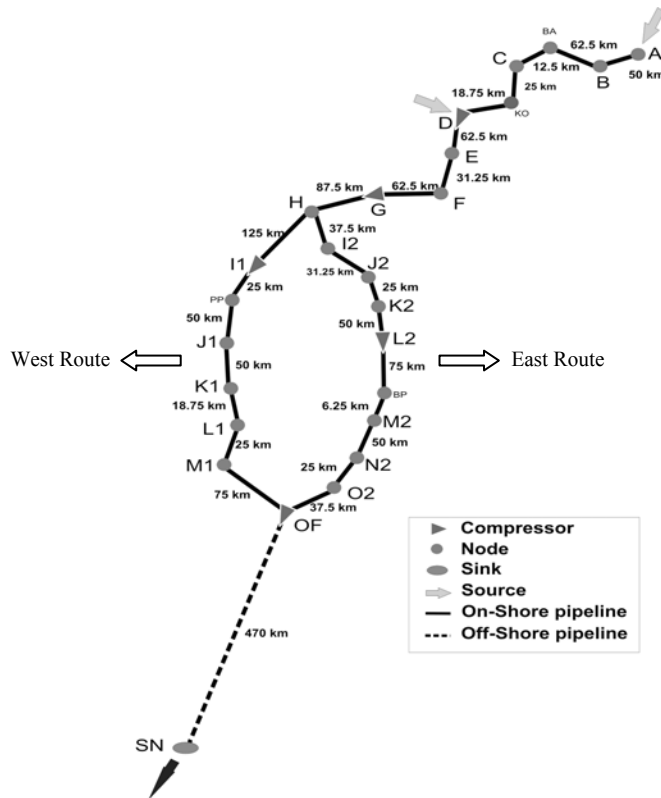 BA
62.5 km
A
C
12.5 km
B
50 km
18.75 km
25 km
KO
D
62.5 km
E
31.25 km
87.5 km
62.5 km
F
G
H
37.5 km
125 km
I2
I1
31.25 km
J2
25 km
25 km
PP
K2
50 km
50 km
L2
J1
West Route
East Route
50 km
75 km
K1
BP
18.75 km
6.25 km
M2
L1
50 km
25 km
N2
M1
25 km
75 km
O2
37.5 km
OF
Compressor
Node
Sink
Source
On-Shore pipeline
Off-Shore pipeline
470 km
SN